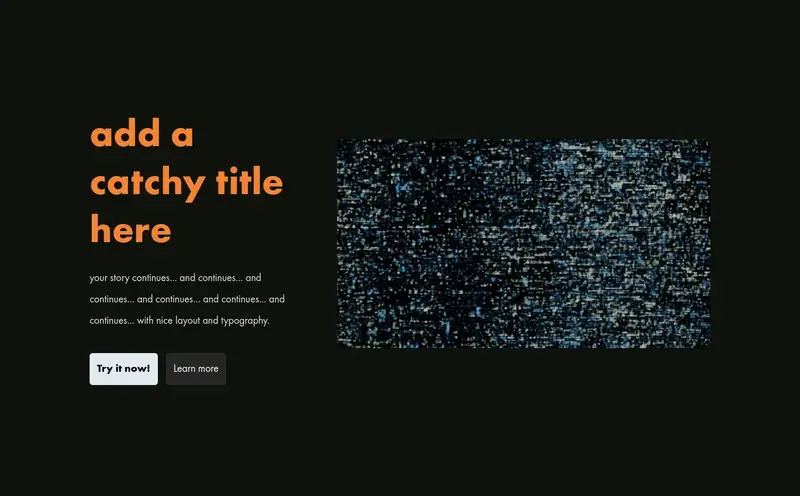 add a
catchy title
here
your story continues... and continues... and
continues... and continues... and continues... and
continues... with nice layout and typography.
Try it now!
Learn more